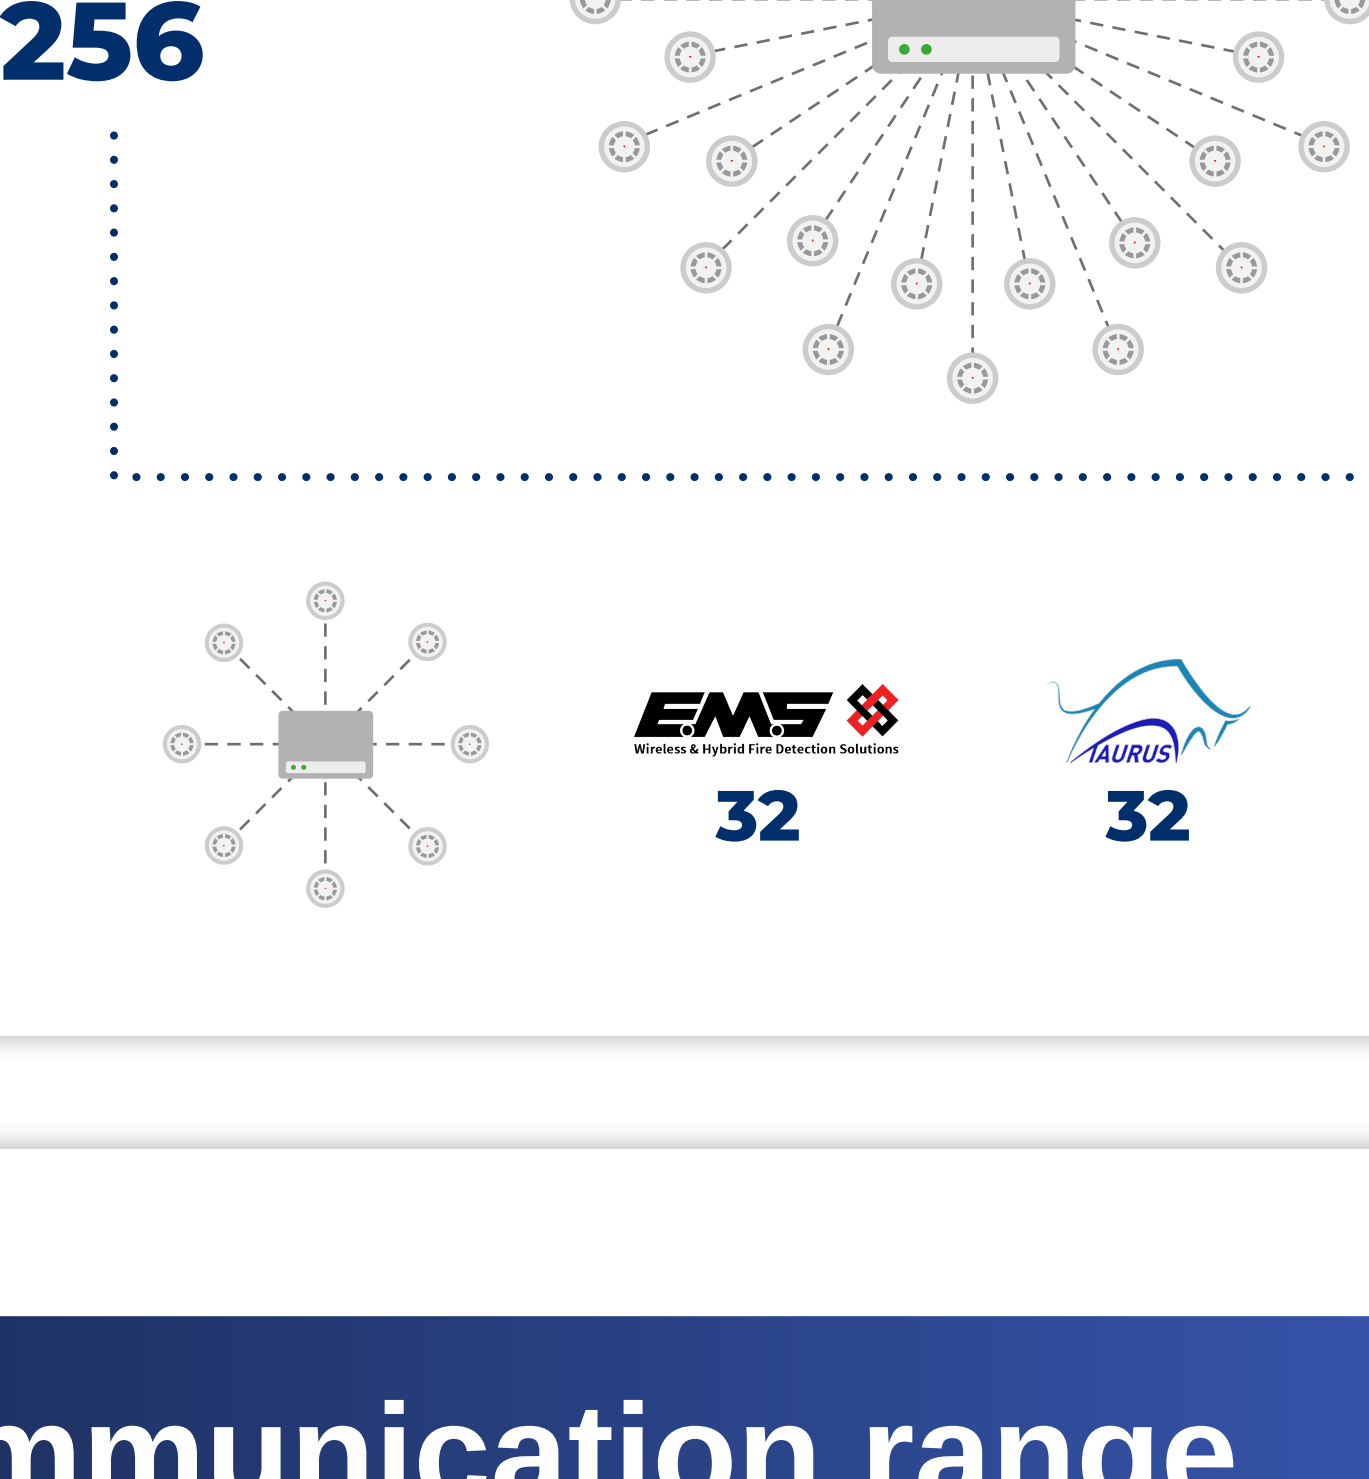 256
EMS
Wireless & Hybrid Fire Detection Solutions
TAURUS
32
32
mmunication range